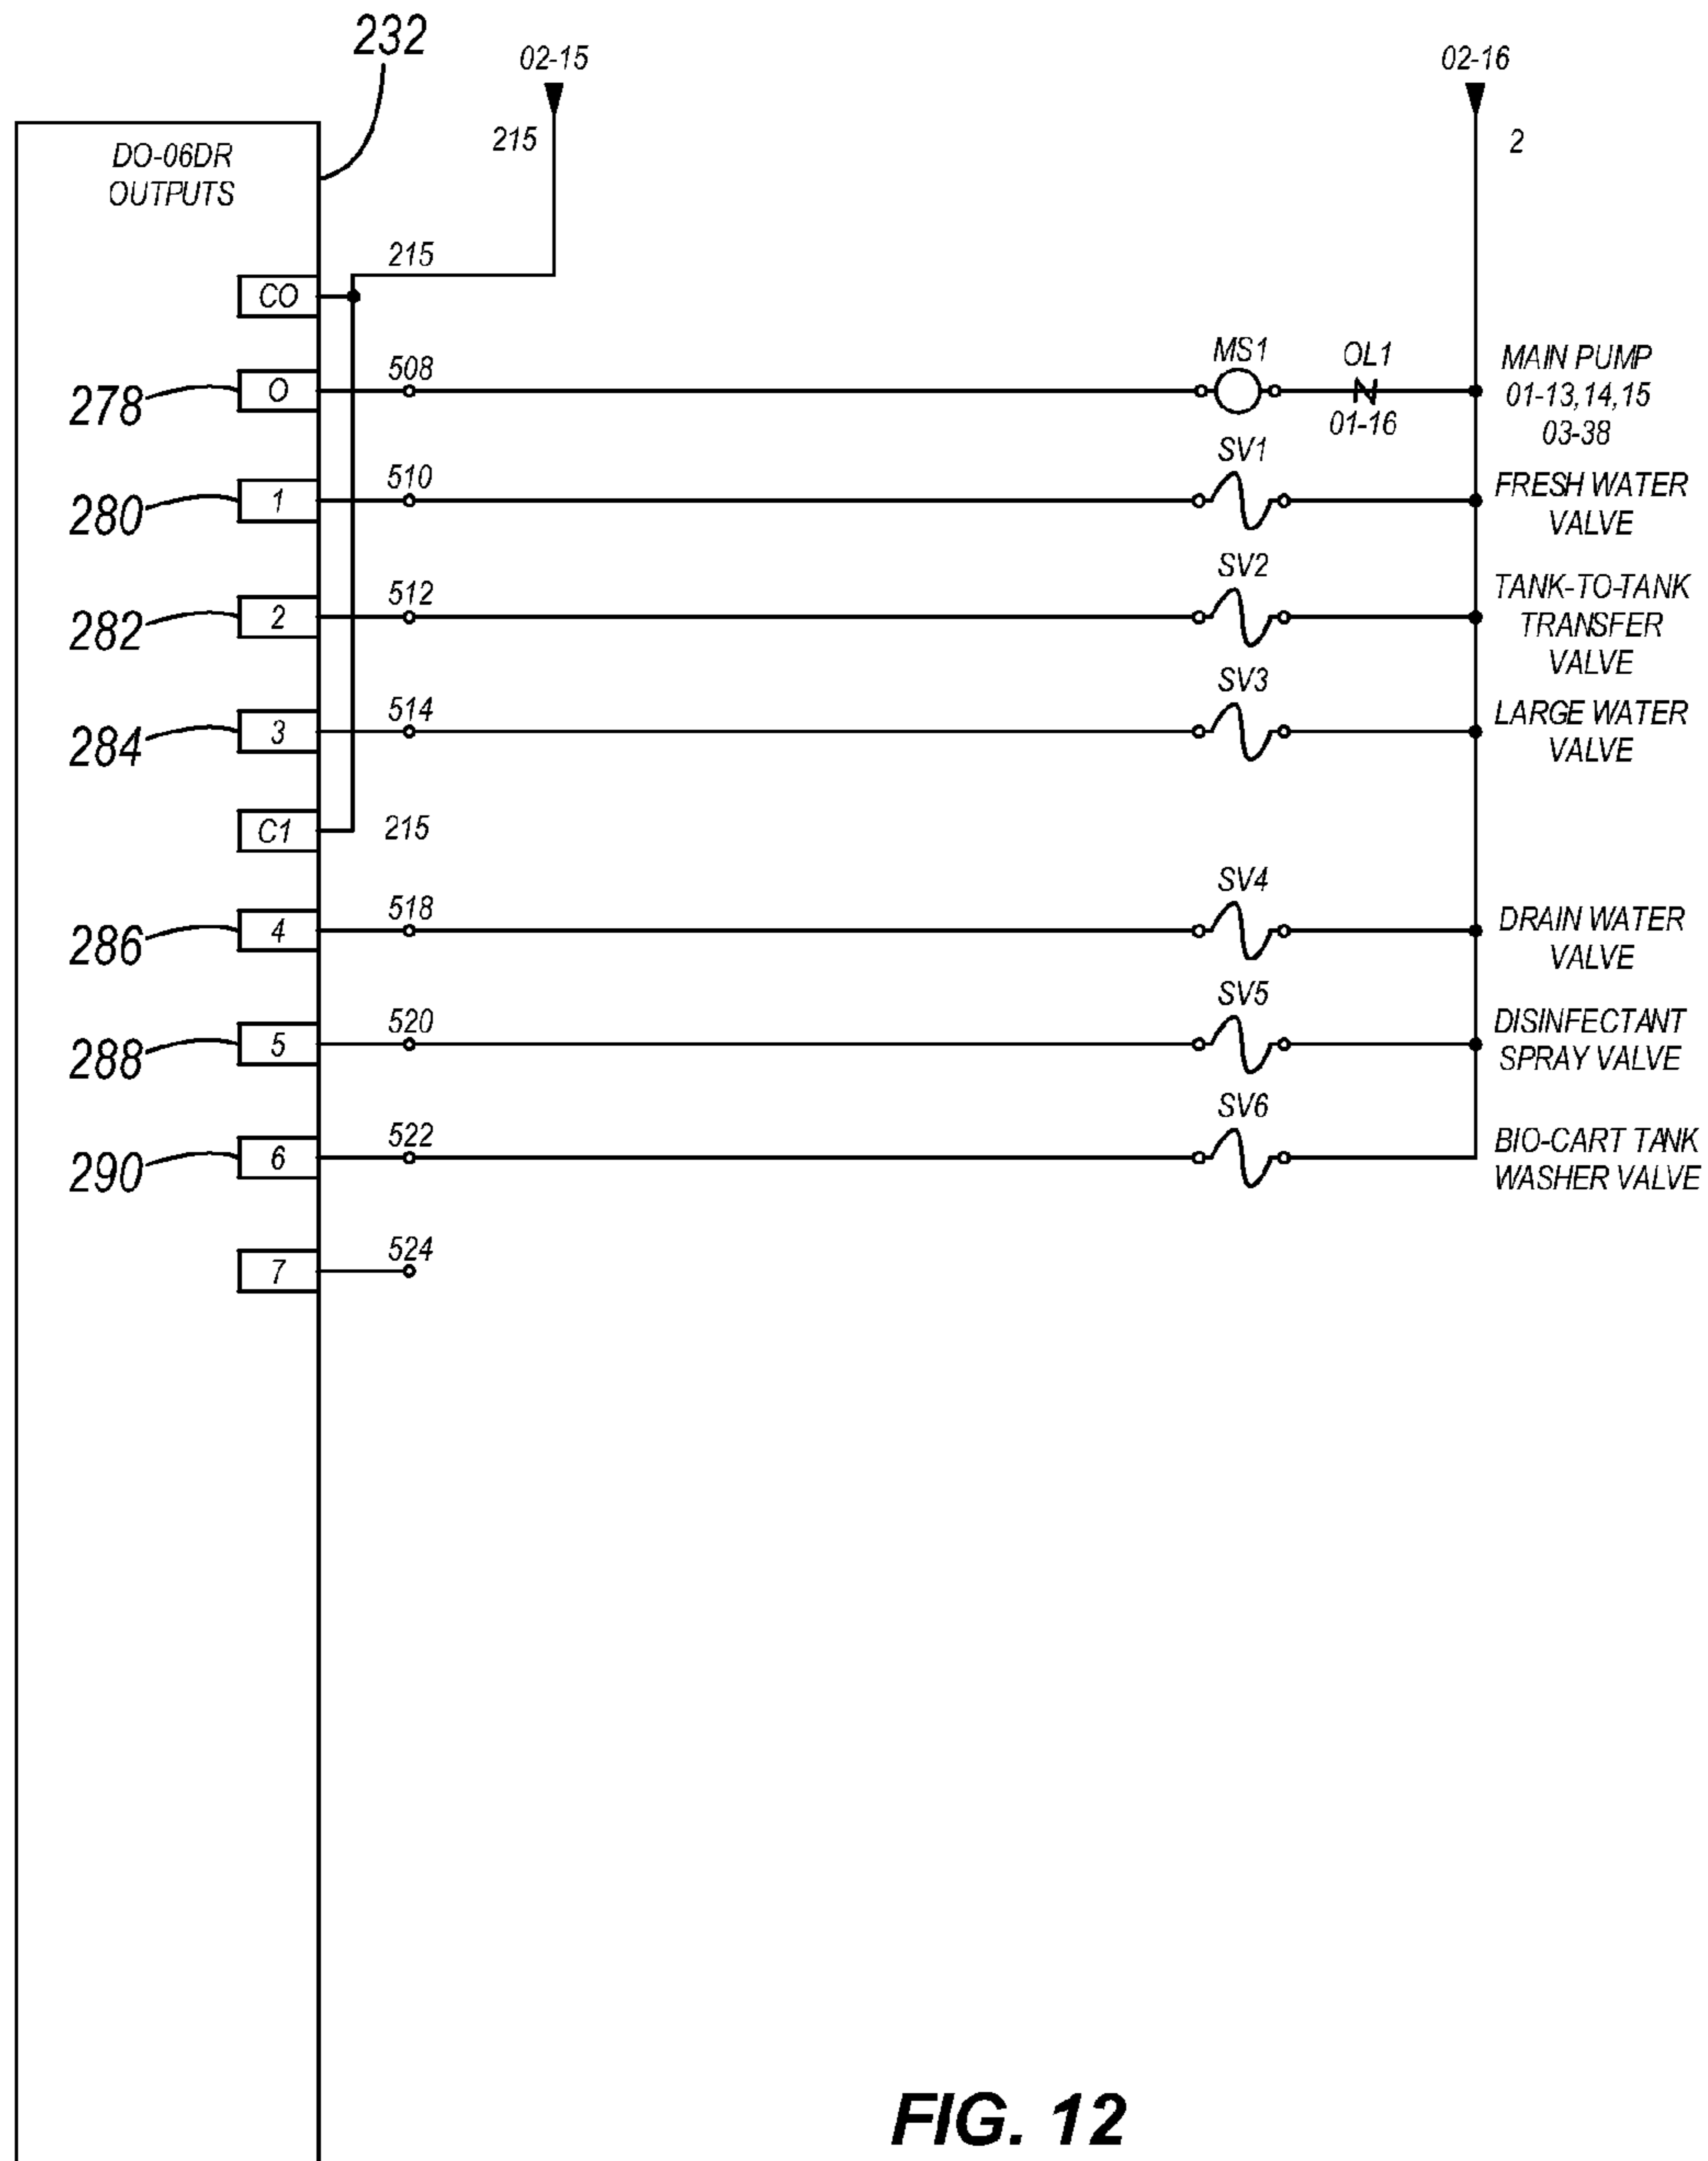 232
02-15
02-16
215
2
DO-06DR
OUTPUTS
215
CO
278
O
508
MS1
OL1
01-16
MAIN PUMP
01-13,14,15
03-38
280
1
510
SV1
FRESH WATER
VALVE
282
2
512
SV2
TANK-TO-TANK
TRANSFER
VALVE
284
3
514
SV3
LARGE WATER
VALVE
C1
215
286
4
518
SV4
DRAIN WATER
VALVE
288
5
520
SV5
DISINFECTANT
SPRAY VALVE
290
6
522
SV6
BIO-CART TANK
WASHER VALVE
7
524
FIG. 12